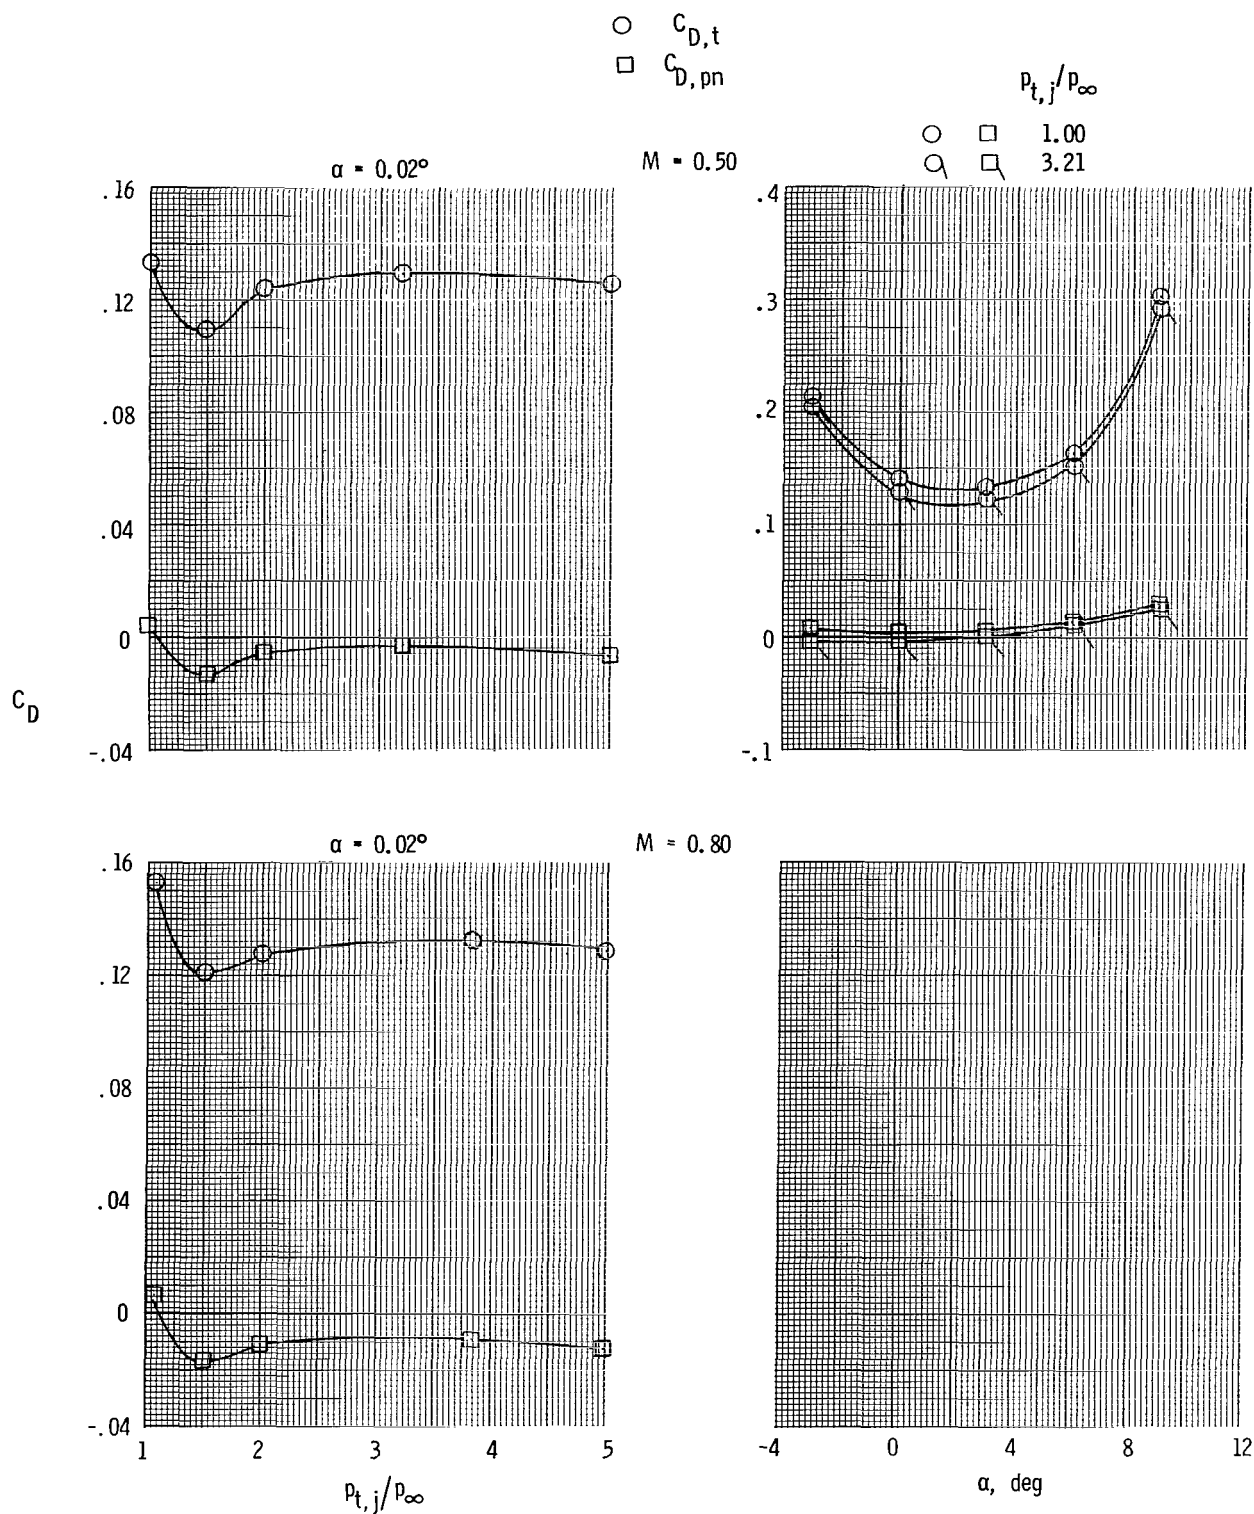 ○ C_D,t
□ C_D,pn
p_t,j/p_∞
○ □ 1.00
○ □ 3.21
α = 0.02°
M = 0.50
.16
.12
.08
.04
0
-.04
C_D
.4
.3
.2
.1
0
-.1
α = 0.02°
M = 0.80
.16
.12
.08
.04
0
-.04
1 2 3 4 5
p_t,j/p_∞
-4 0 4 8 12
α, deg